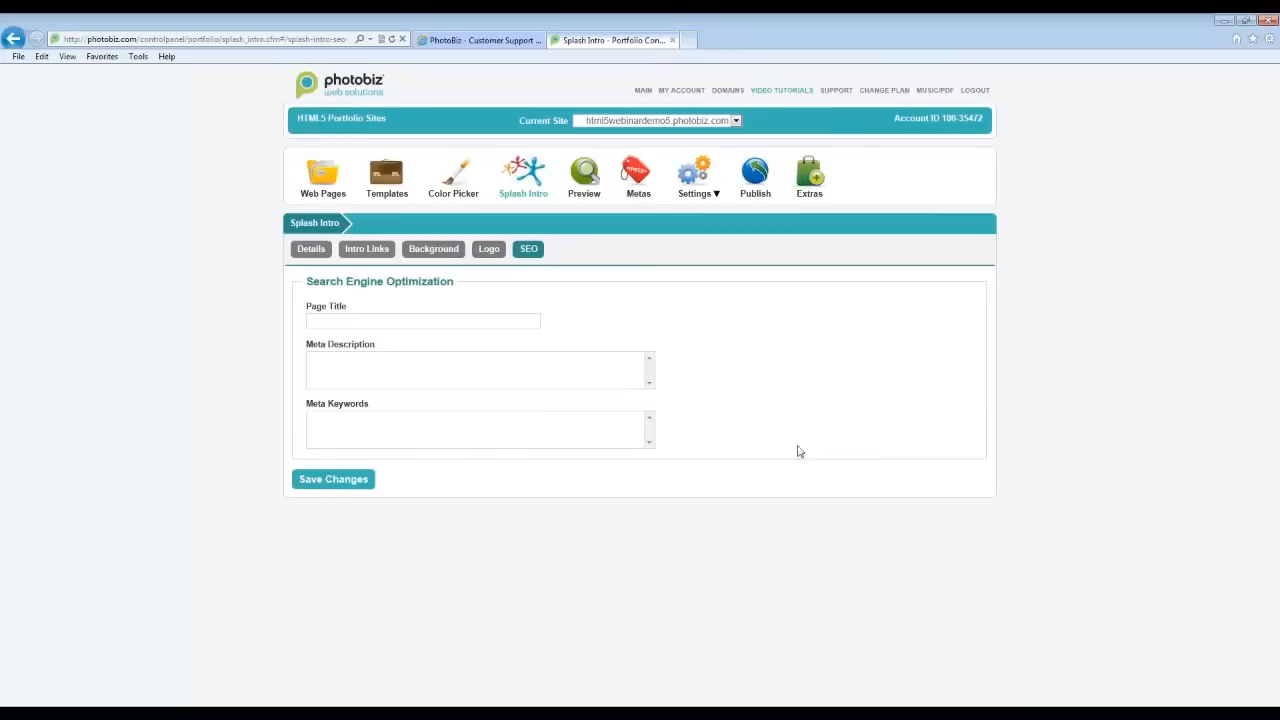 http://photobiz.com/controlpanel/portfolio/splash_intro.cfm#/splash-intro-seo
PhotoBiz - Customer Support ...
Splash Intro - Portfolio Con...
File Edit View Favorites Tools Help
photobiz
web solutions
MAIN MY ACCOUNT DOMAINS VIDEO TUTORIALS SUPPORT CHANGE PLAN MUSIC/PDF LOGOUT
HTML5 Portfolio Sites
Current Site
html5webinardemo5.photobiz.com
Account ID 100-35472
meta
Web Pages Templates Color Picker Splash Intro Preview Metas Settings ▼ Publish Extras
Splash Intro
Details Intro Links Background Logo SEO
Search Engine Optimization
Page Title
Meta Description
Meta Keywords
Save Changes